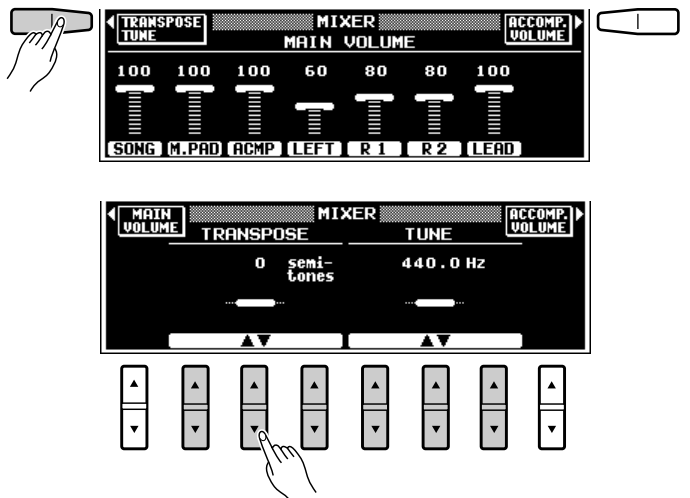 TRANSPOSE
TUNE
MIXER
ACCOMP.
VOLUME
MAIN VOLUME
100 100 100 60 80 80 100
SONG M.PAD ACMP LEFT R 1 R 2 LEAD
MAIN
VOLUME
MIXER
ACCOMP.
VOLUME
TRANSPOSE TUNE
0 semi- 440.0 Hz
tones